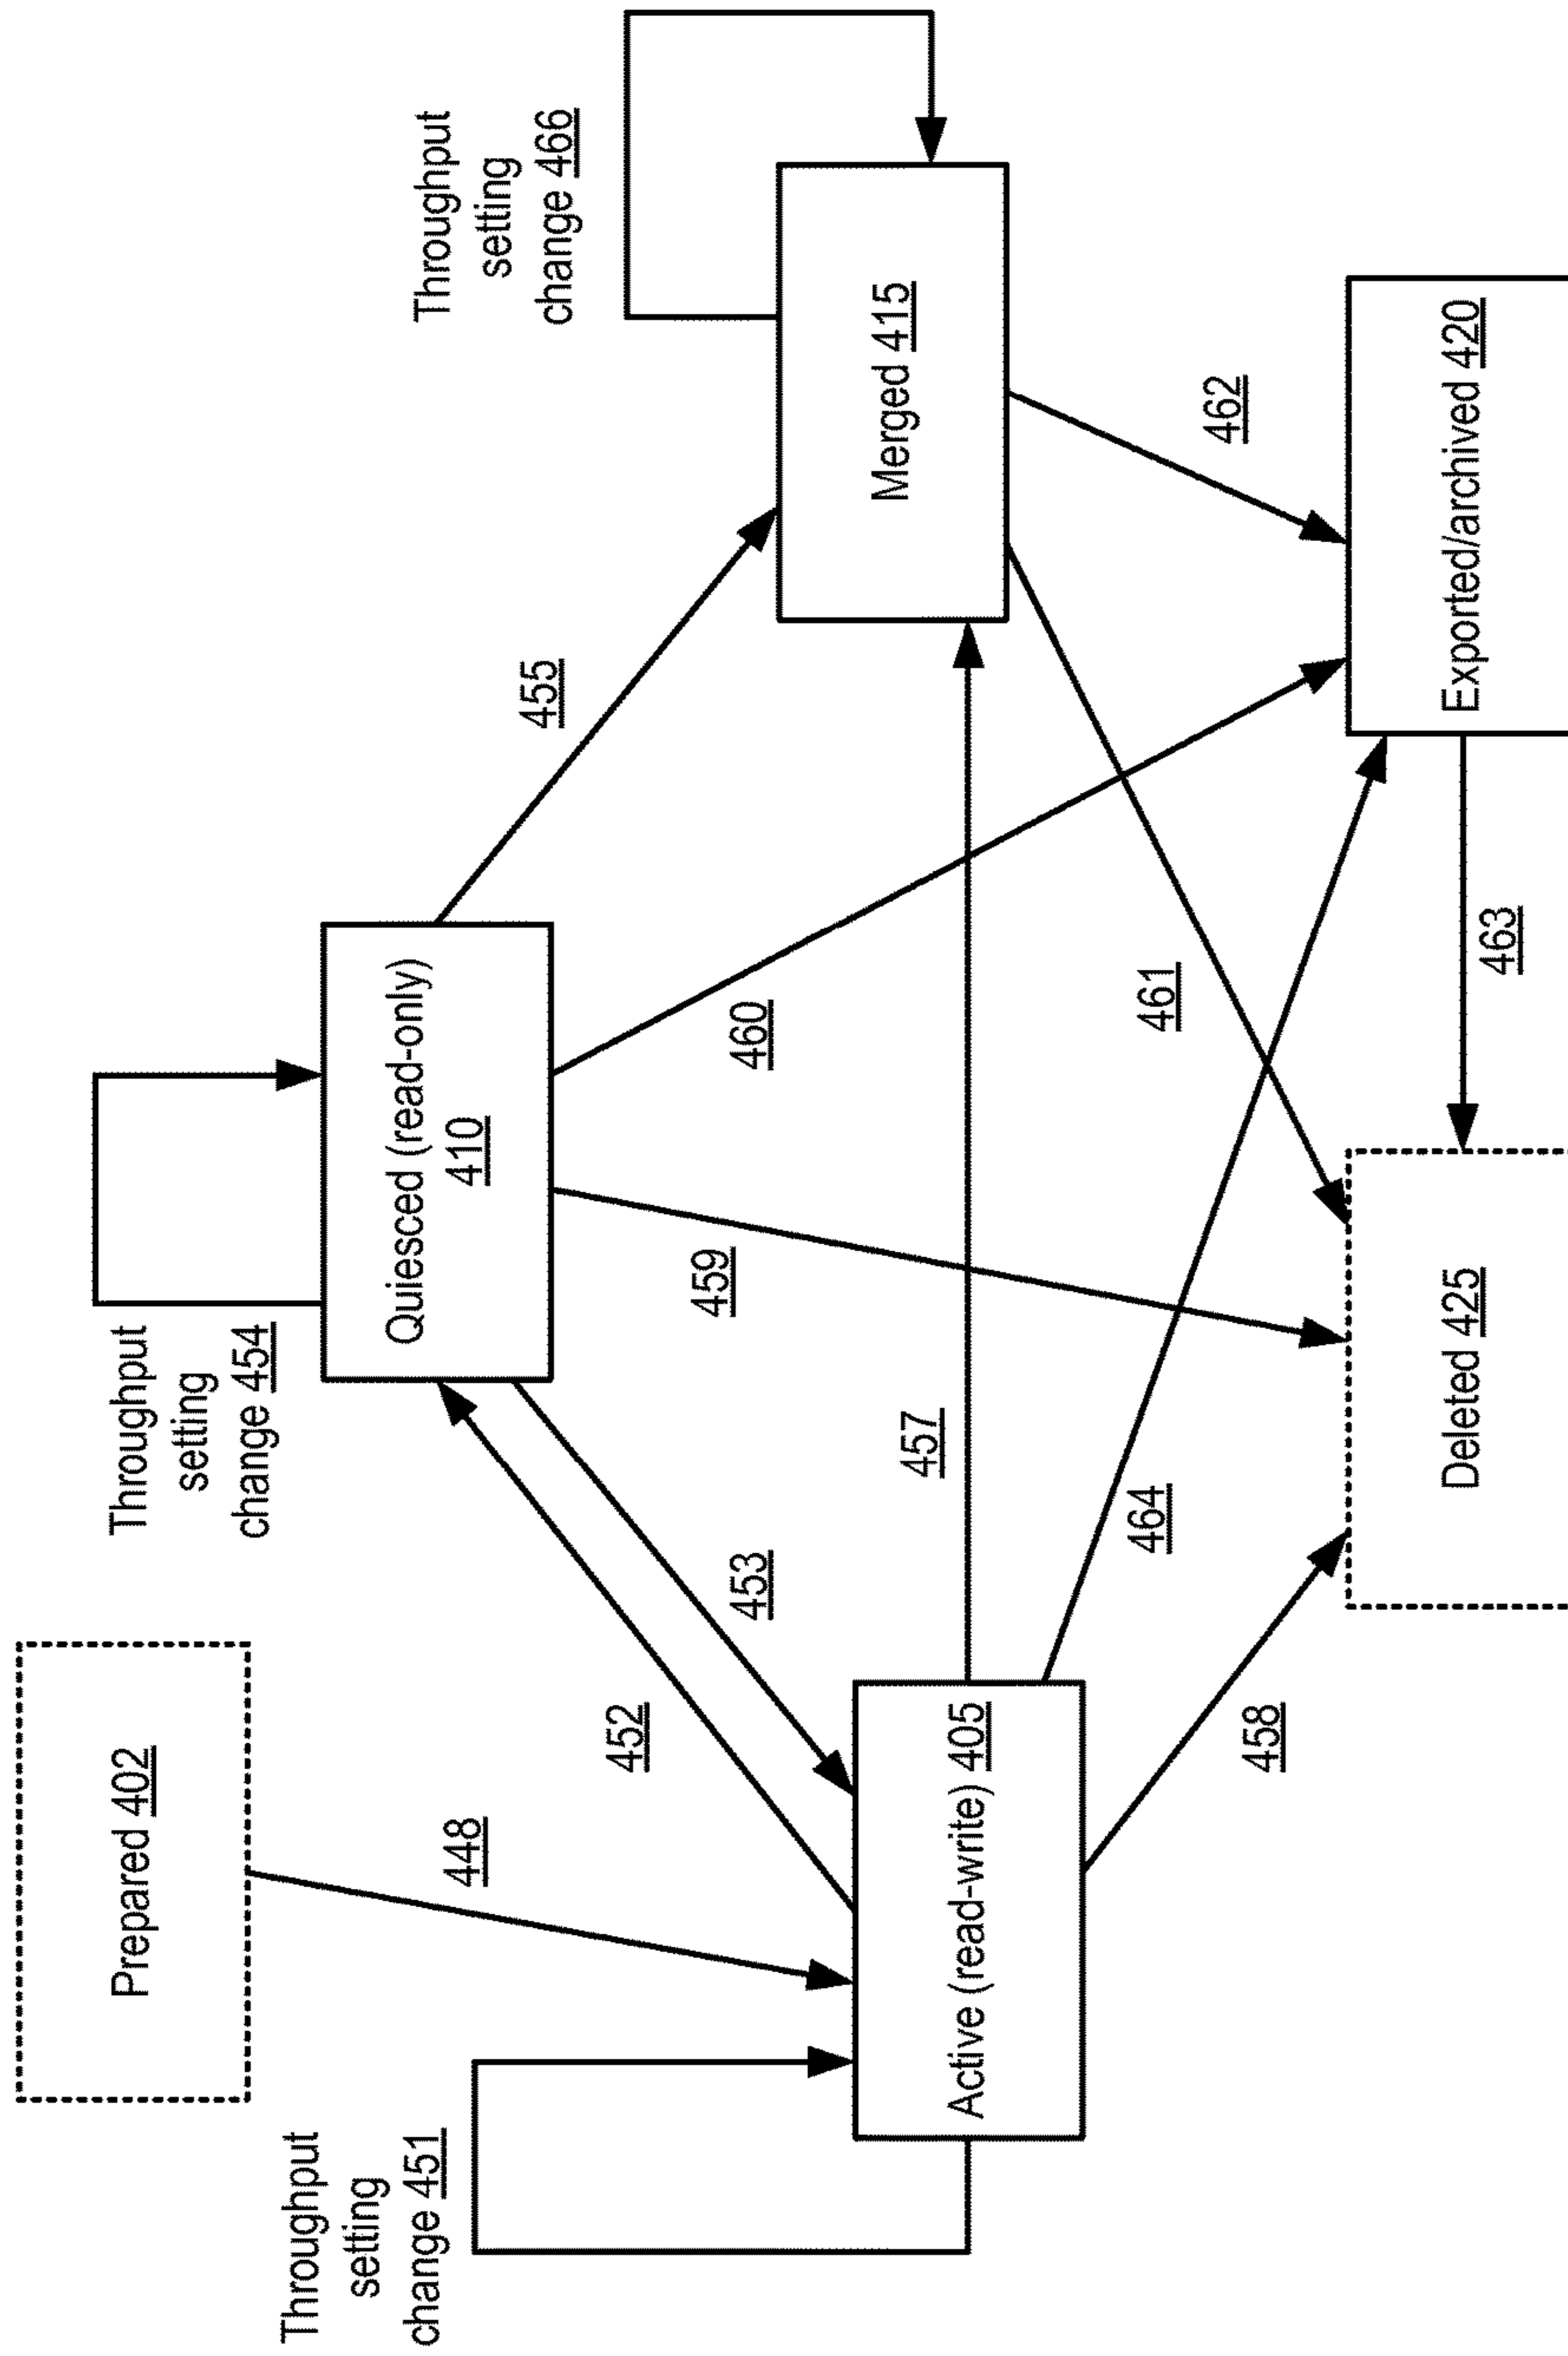 Prepared 402
Throughput
setting
change 454
Throughput
setting
change 451
448
452
453
Quiesced (read-only)
410
455
Throughput
setting
change 466
Active (read-write) 405
457
459
460
Merged 415
458
464
461
462
Deleted 425
463
Exported/archived 420